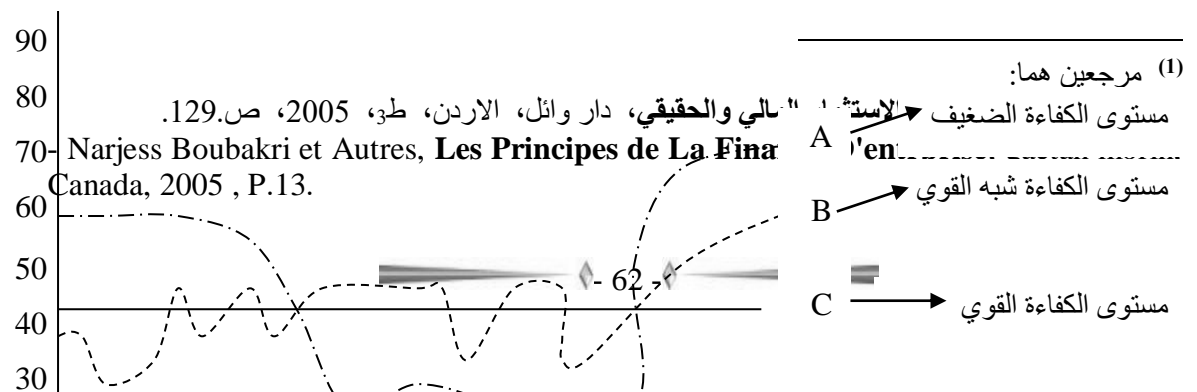 90
(1) مرجعين هما:
80
مستوى الكفاءة الضغيف
A
الاستثمار المالي والحقيقي، دار وائل، الاردن، ط3، 2005، ص.129.
70- Narjess Boubakri et Autres, Les Principes de La Fina
Canada, 2005 , P.13.
مستوى الكفاءة شبه القوي
B
60
50
- 62 -
40
مستوى الكفاءة القوي
C
30